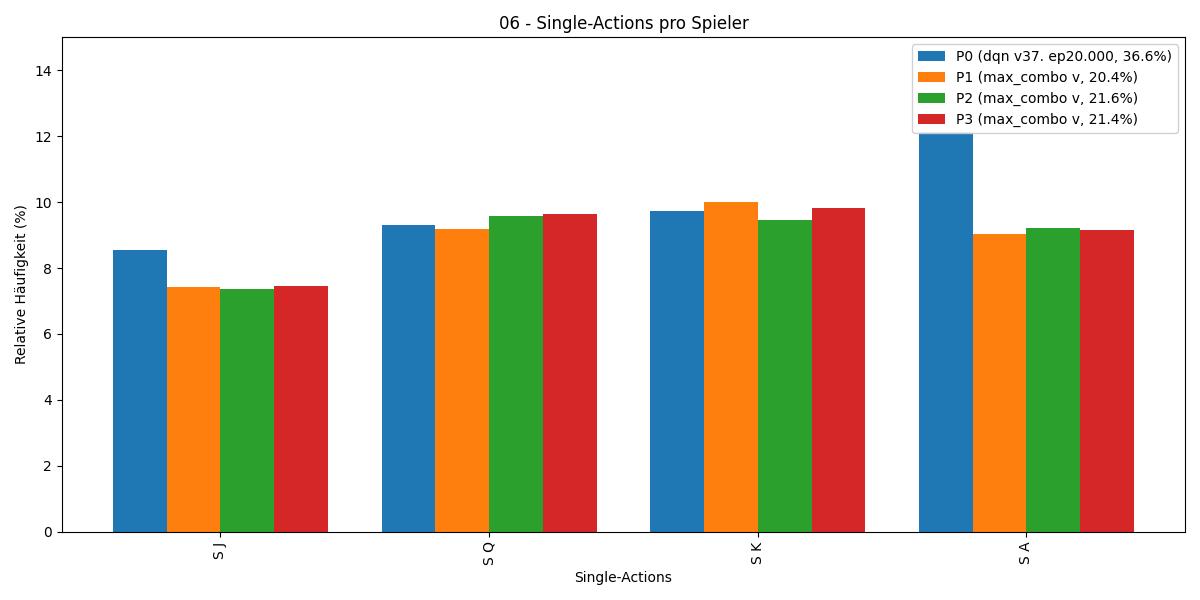 06 - Single-Actions pro Spieler
P0 (dqn v37. ep20.000, 36.6%)
P1 (max_combo v, 20.4%)
P2 (max_combo v, 21.6%)
P3 (max_combo v, 21.4%)
Relative Häufigkeit (%)
14
12
10
8
6
4
2
0
S J
S Q
S K
S A
Single-Actions